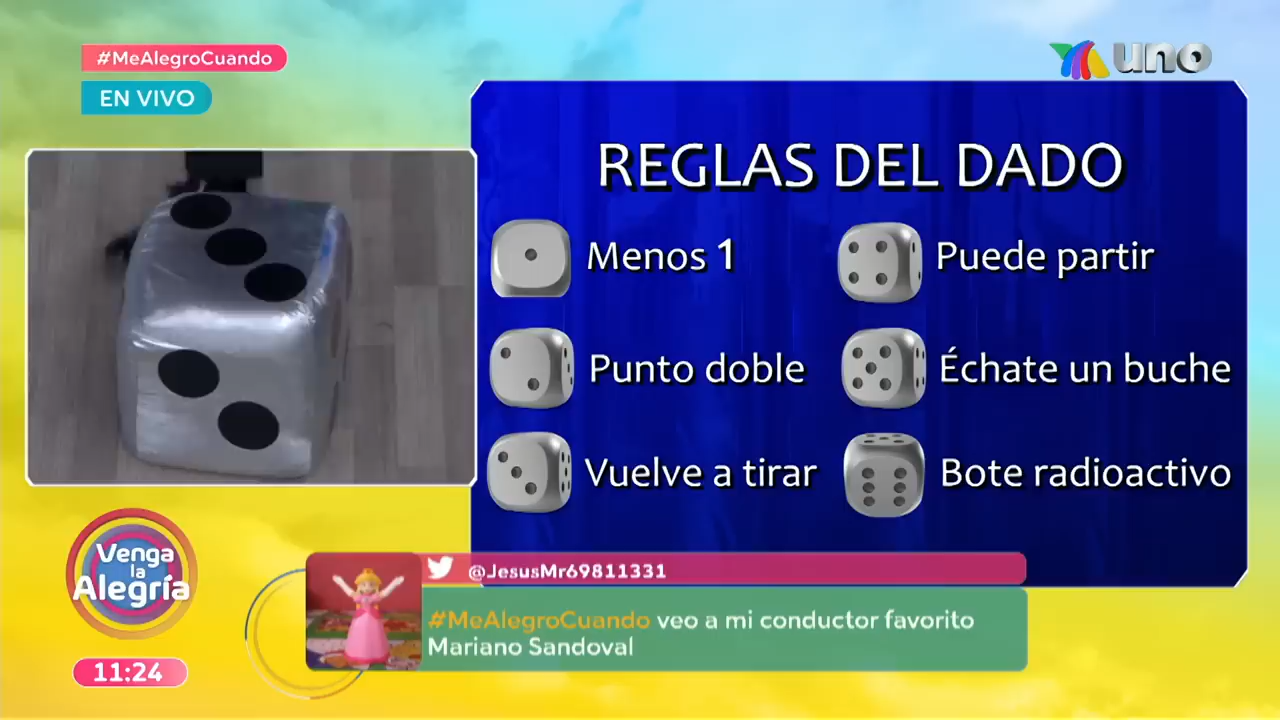 #MeAlegroCuando
EN VIVO
uno
REGLAS DEL DADO
Menos 1
Puede partir
Punto doble
Échate un buche
Vuelve a tirar
Bote radioactivo
Venga
la
Alegría
11:24
@JesusMr69811331
#MeAlegroCuando veo a mi conductor favorito
Mariano Sandoval